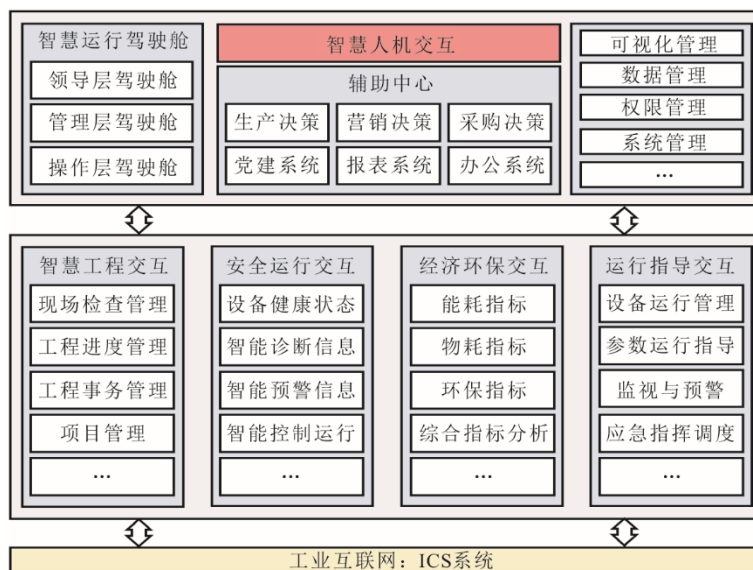 智慧运行驾驶舱
领导层驾驶舱
管理层驾驶舱
操作层驾驶舱
智慧人机交互
辅助中心
生产决策 营销决策 采购决策
党建系统 报表系统 办公系统
可视化管理
数据管理
权限管理
系统管理
…
智慧工程交互
现场检查管理
工程进度管理
工程事务管理
项目管理
…
安全运行交互
设备健康状态
智能诊断信息
智能预警信息
智能控制运行
…
经济环保交互
能耗指标
物耗指标
环保指标
综合指标分析
…
运行指导交互
设备运行管理
参数运行指导
监视与预警
应急指挥调度
…
工业互联网：ICS系统